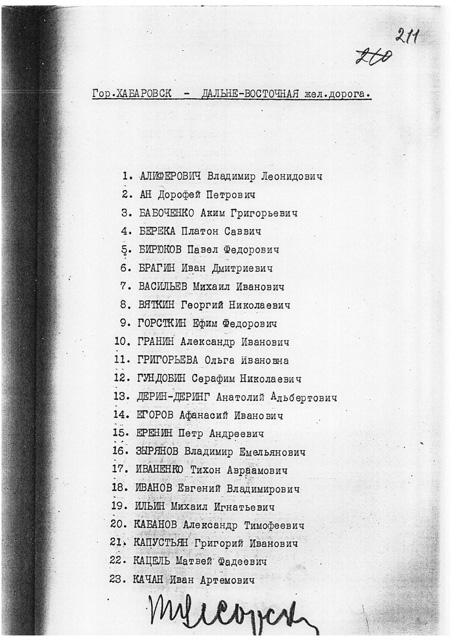 211
210
Гор.ХАБАРОВСК - ДАЛЬНЕ-ВОСТОЧНАЯ жел.дорога.
1. АЛИФЕРОВИЧ Владимир Леонидович
2. АН Дорофей Петрович
3. БАБОЧЕНКО Аким Григорьевич
4. БЕРЕКА Платон Саввич
5. БИРЮКОВ Павел Федорович
6. БРАГИН Иван Дмитриевич
7. ВАСИЛЬЕВ Михаил Иванович
8. ВЯТКИН Георгий Николаевич
9. ГОРСТКИН Ефим Федорович
10. ГРАНИН Александр Иванович
11. ГРИГОРЬЕВА Ольга Ивановна
12. ГУНДОБИН Серафим Николаевич
13. ДЕРИН-ДЕРИНГ Анатолий Альбертович
14. ЕГОРОВ Афанасий Иванович
15. ЕРЕНИН Петр Андреевич
16. ЗЫРЯНОВ Владимир Емельянович
17. ИВАНЕНКО Тихон Авраамович
18. ИВАНОВ Евгений Владимирович
19. ИЛЬИН Михаил Игнатьевич
20. КАБАНОВ Александр Тимофеевич
21. КАПУСТЬЯН Григорий Иванович
22. КАЦЕЛЬ Матвей Фадеевич
23. КАЧАН Иван Артемович